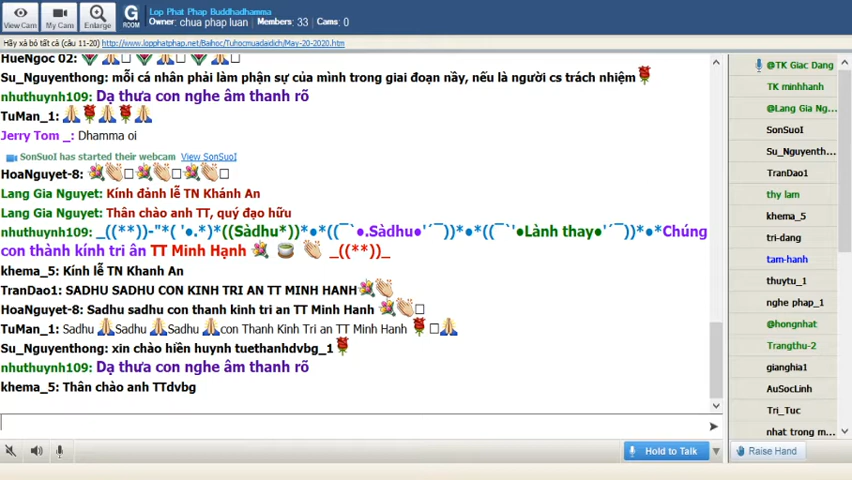 Lop Phat Phap Buddhadhamma
Owner: chua phap luan   Members: 33   Cams: 0
View Cam
My Cam
Enlarge
G
ROOM
Hãy xả bỏ tất cả (câu 11-20) http://www.lopphatphap.net/Baihoc/Tuhocmuadaidich/May-20-2020.htm
HueNgoc 02:
Su_Nguyenthong: mỗi cá nhân phải làm phận sự của mình trong giai đoạn nầy, nếu là người cs trách nhiệm
nhuthuynh109: Dạ thưa con nghe âm thanh rõ
TuMan_1:
Jerry Tom _: Dhamma oi
SonSuoI has started their webcam View SonSuoI
HoaNguyet-8:
Lang Gia Nguyet: Kính đảnh lễ TN Khánh An
Lang Gia Nguyet: Thân chào anh TT, quý đạo hữu
nhuthuynh109: _((**))-"*( '●.*)*((Sàdhu*))*●*((¯`●.Sàdhu●'´¯))*●*((¯`'●Lành thay●'´¯))*●*Chúng
con thành kính tri ân TT Minh Hạnh _((**))_
khema_5: Kính lễ TN Khanh An
TranDao1: SADHU SADHU CON KINH TRI AN TT MINH HANH
HoaNguyet-8: Sadhu sadhu con thanh kinh tri an TT Minh Hanh
TuMan_1: Sadhu Sadhu Sadhu con Thanh Kinh Tri an TT Minh Hanh
Su_Nguyenthong: xin chào hiền huynh tuethanhdvbg_1
nhuthuynh109: Dạ thưa con nghe âm thanh rõ
khema_5: Thân chào anh TTdvbg
Hold to Talk
@TK Giac Dang
TK minhhanh
@Lang Gia Ng...
SonSuoI
Su_Nguyenth...
TranDao1
thy lam
khema_5
tri-dang
tam-hanh
thuytu_1
nghe phap_1
@hongnhat
Trangthu-2
gianghia1
AuSocLinh
Tri_Tuc
nhat trong m...
Raise Hand